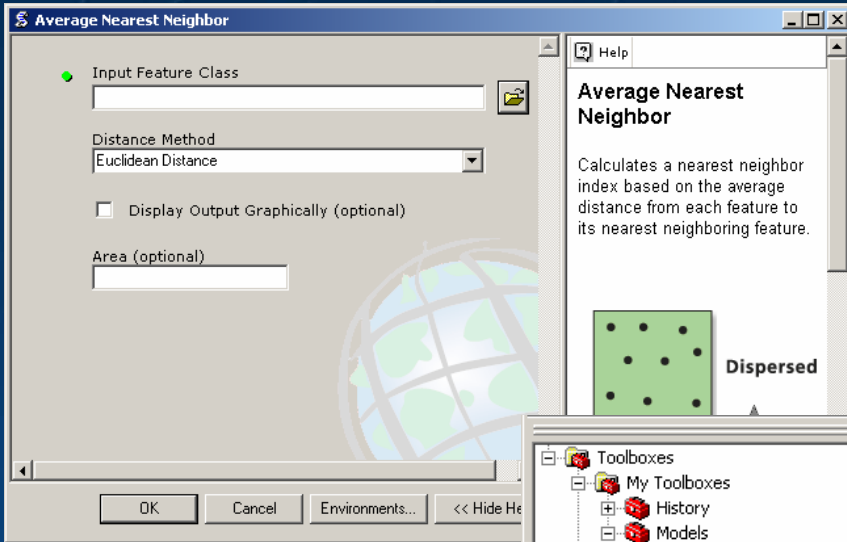 Average Nearest Neighbor
Input Feature Class
Distance Method
Euclidean Distance
Display Output Graphically (optional)
Area (optional)
OK
Cancel
Environments...
<< Hide He
Help
Average Nearest
Neighbor
Calculates a nearest neighbor
index based on the average
distance from each feature to
its nearest neighboring feature.
Dispersed
Toolboxes
My Toolboxes
History
Models